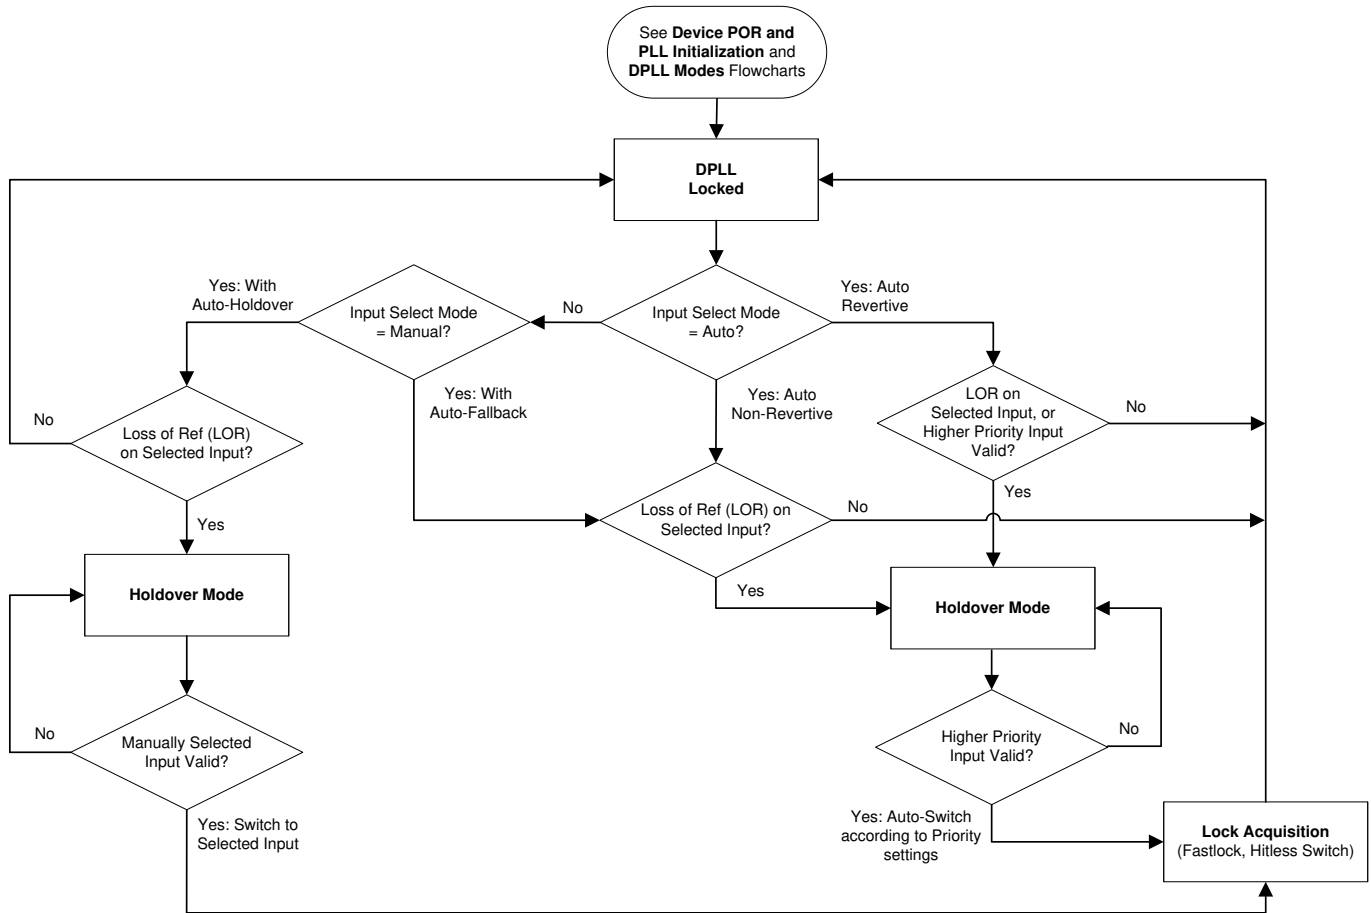 See Device POR and
PLL Initialization and
DPLL Modes Flowcharts
DPLL
Locked
Yes: With
Auto-Holdover
Input Select Mode
= Manual?
No
Input Select Mode
= Auto?
Yes: Auto
Revertive
Yes: With
Auto-Fallback
Yes: Auto
Non-Revertive
LOR on
Selected Input, or
Higher Priority Input
Valid?
No
No
Loss of Ref (LOR)
on Selected Input?
Yes
Loss of Ref (LOR) on
Selected Input?
No
Yes
Yes
Holdover Mode
Holdover Mode
No
Manually Selected
Input Valid?
Higher Priority
Input Valid?
No
Yes: Switch to
Selected Input
Yes: Auto-Switch
according to Priority
settings
Lock Acquisition
(Fastlock, Hitless Switch)